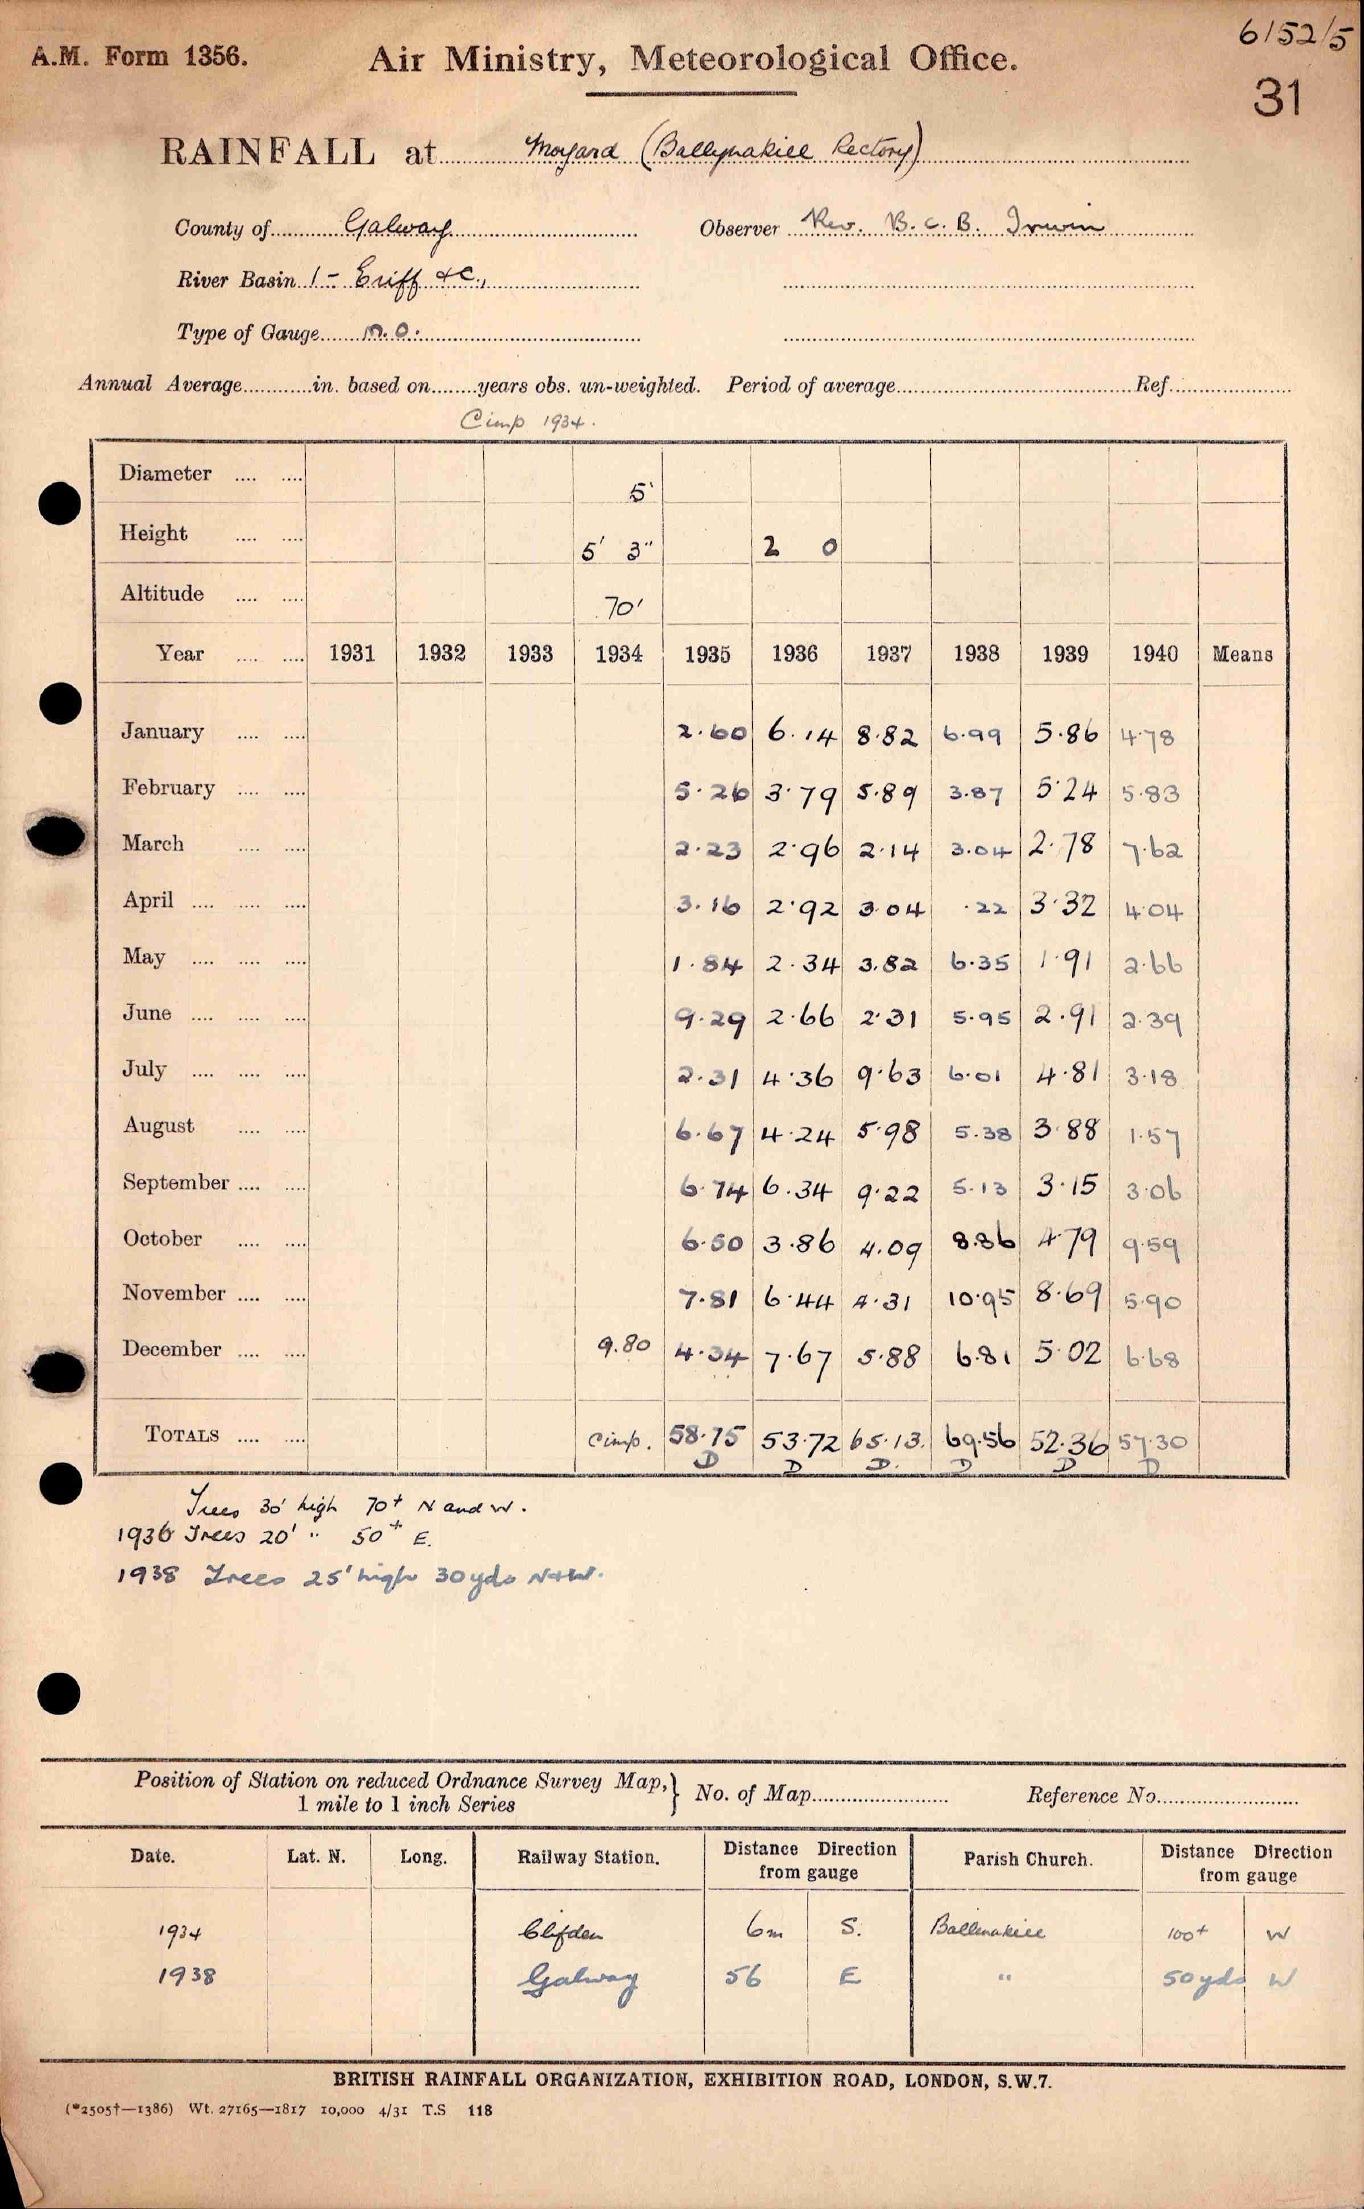 6152/5
A.M. Form 1356. Air Ministry, Meteorological Office.
31
RAINFALL at Moyard (Ballynakill Rectory)
County of Galway Observer Rev. B. C. B. Irwin
River Basin 1 - Eriff &c.,
Type of Gauge M.O.
Annual Average in. based on years obs. un-weighted. Period of average Ref.
Cimp 1934.
Diameter 5"
Height 5' 3" 2 0
Altitude 70'
Year 1931 1932 1933 1934 1935 1936 1937 1938 1939 1940 Means
January 2.60 6.14 8.82 6.99 5.86 4.78
February 5.26 3.79 5.89 3.87 5.24 5.83
March 2.23 2.96 2.14 3.04 2.78 7.62
April 3.16 2.92 3.04 .22 3.32 4.04
May 1.84 2.34 3.82 6.35 1.91 2.66
June 9.29 2.66 2.31 5.95 2.91 2.39
July 2.31 4.36 9.63 6.01 4.81 3.18
August 6.67 4.24 5.98 5.38 3.88 1.57
September 6.74 6.34 9.22 5.13 3.15 3.06
October 6.50 3.86 4.09 8.86 4.79 9.59
November 7.81 6.44 4.31 10.95 8.69 5.90
December 9.80 4.34 7.67 5.88 6.81 5.02 6.68
TOTALS Cimp. 58.75 53.72 65.13. 69.56 52.36 57.30
D D D. D D D
Trees 30' high 70+ N and W.
1936 Trees 20' " 50+ E.
1938 Trees 25' high 30yds N+W.
Position of Station on reduced Ordnance Survey Map,} No. of Map Reference No.
1 mile to 1 inch Series
Date. Lat. N. Long. Railway Station. Distance Direction from gauge Parish Church. Distance Direction from gauge
1934 Clifden 6m S. Ballinakill 100+ W
1938 Galway 56 E " 50yds W
BRITISH RAINFALL ORGANIZATION, EXHIBITION ROAD, LONDON, S.W.7.
(*2505†—1386) Wt. 27165—1817 10,000 4/31 T.S 118